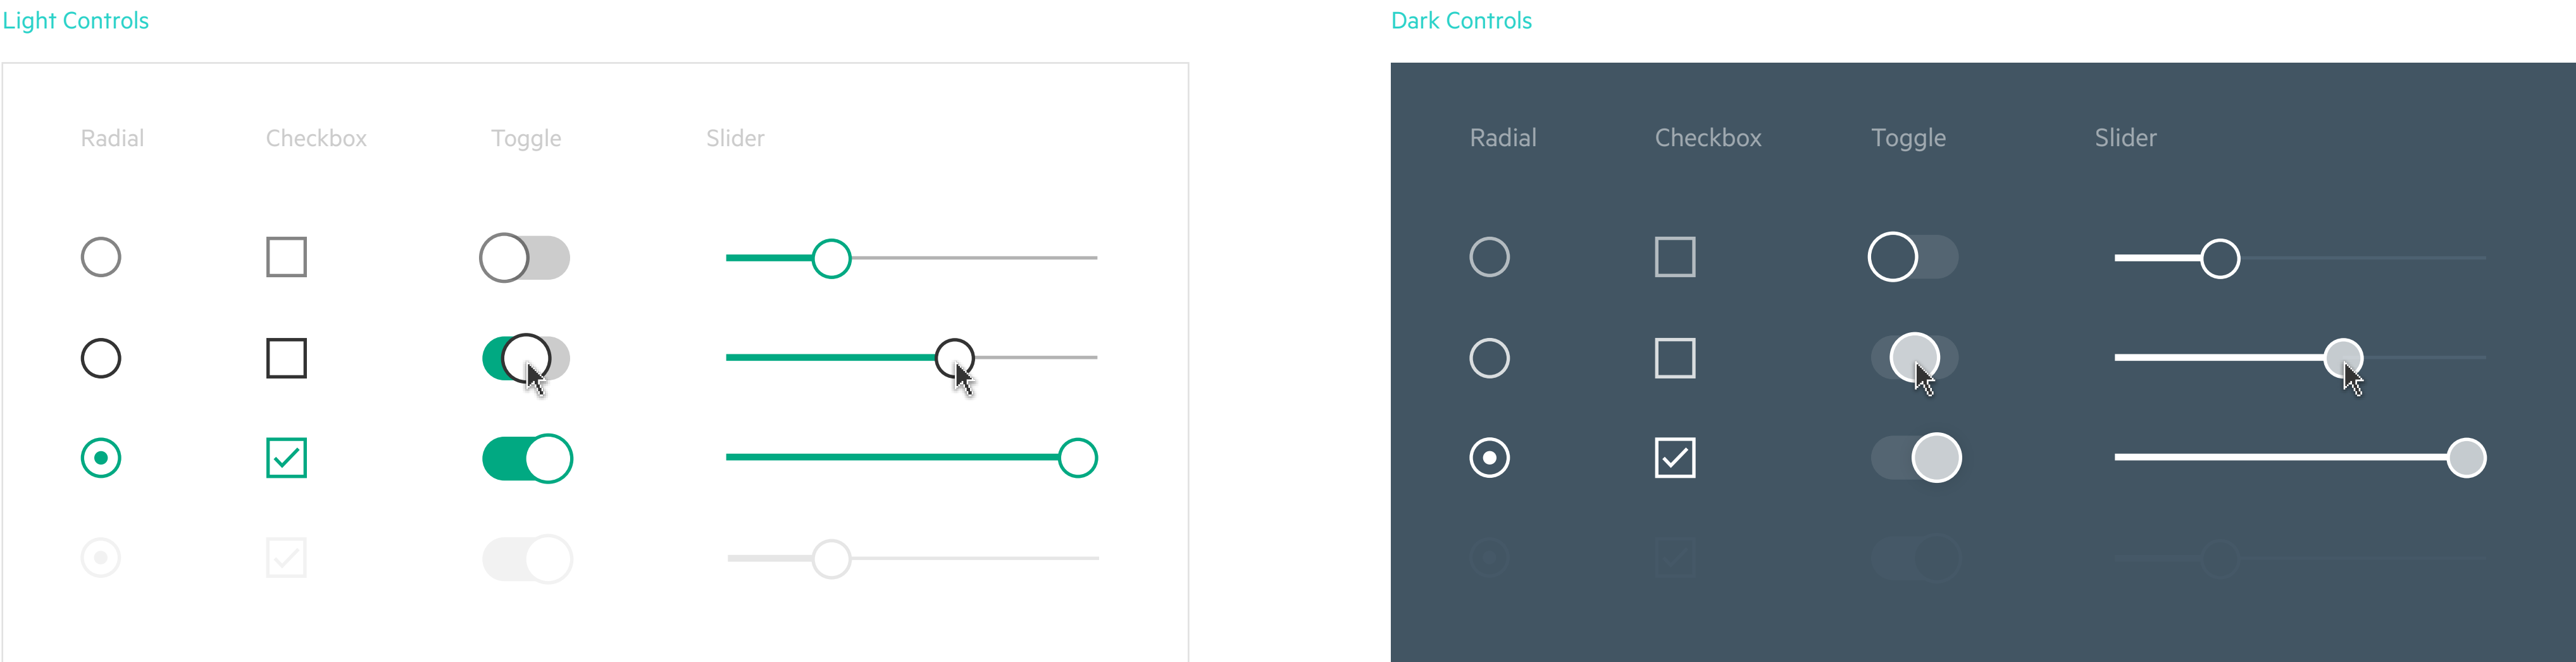 Light Controls
Radial Checkbox Toggle Slider
Dark Controls
Radial Checkbox Toggle Slider